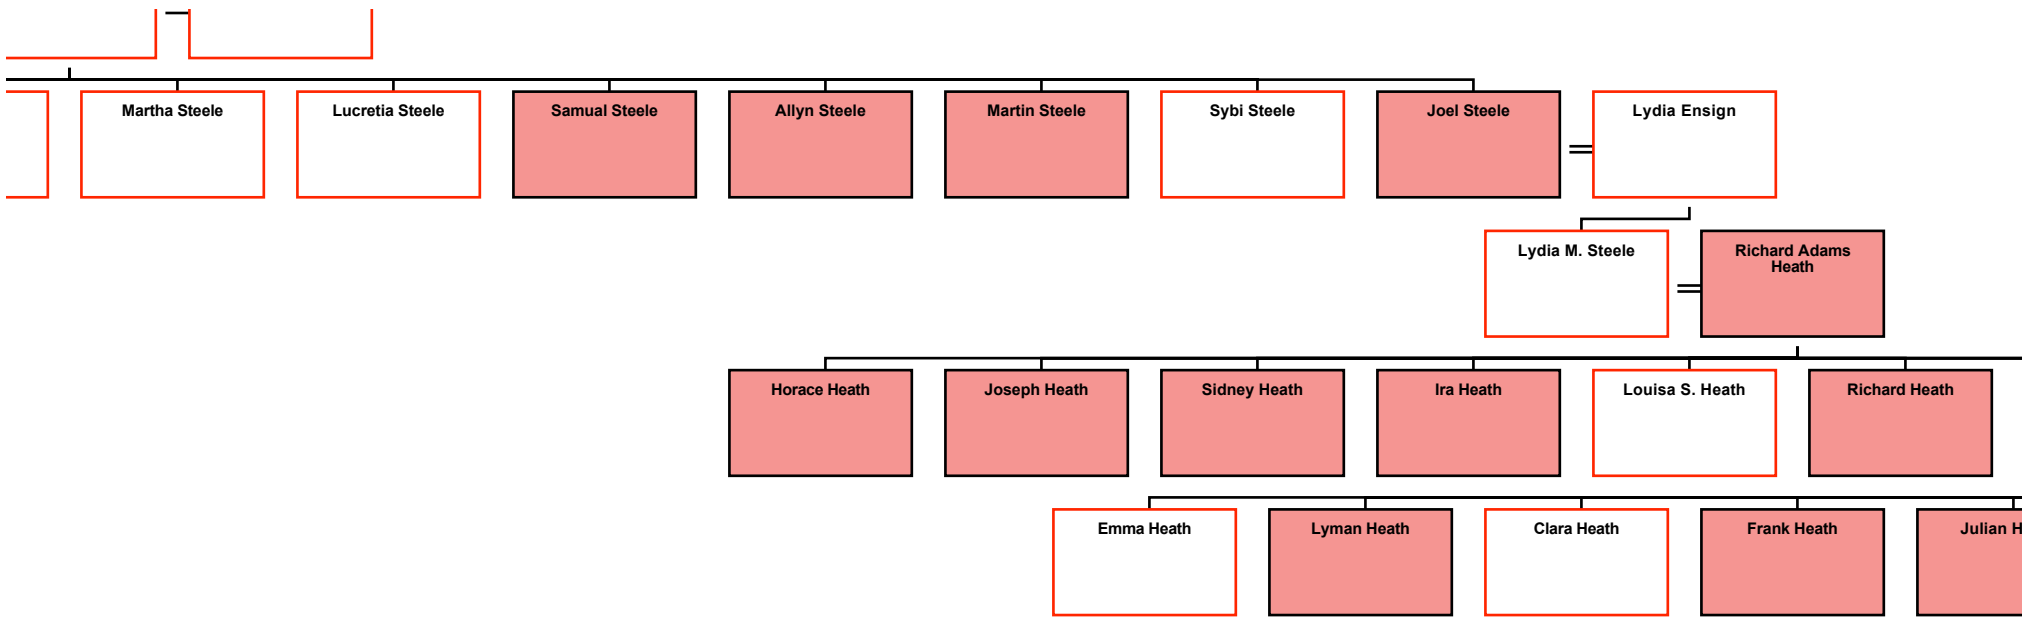 Martha Steele
Lucretia Steele
Samual Steele
Allyn Steele
Martin Steele
Sybi Steele
Joel Steele
Lydia Ensign
Lydia M. Steele
Richard Adams
Heath
Horace Heath
Joseph Heath
Sidney Heath
Ira Heath
Louisa S. Heath
Richard Heath
Emma Heath
Lyman Heath
Clara Heath
Frank Heath
Julian H